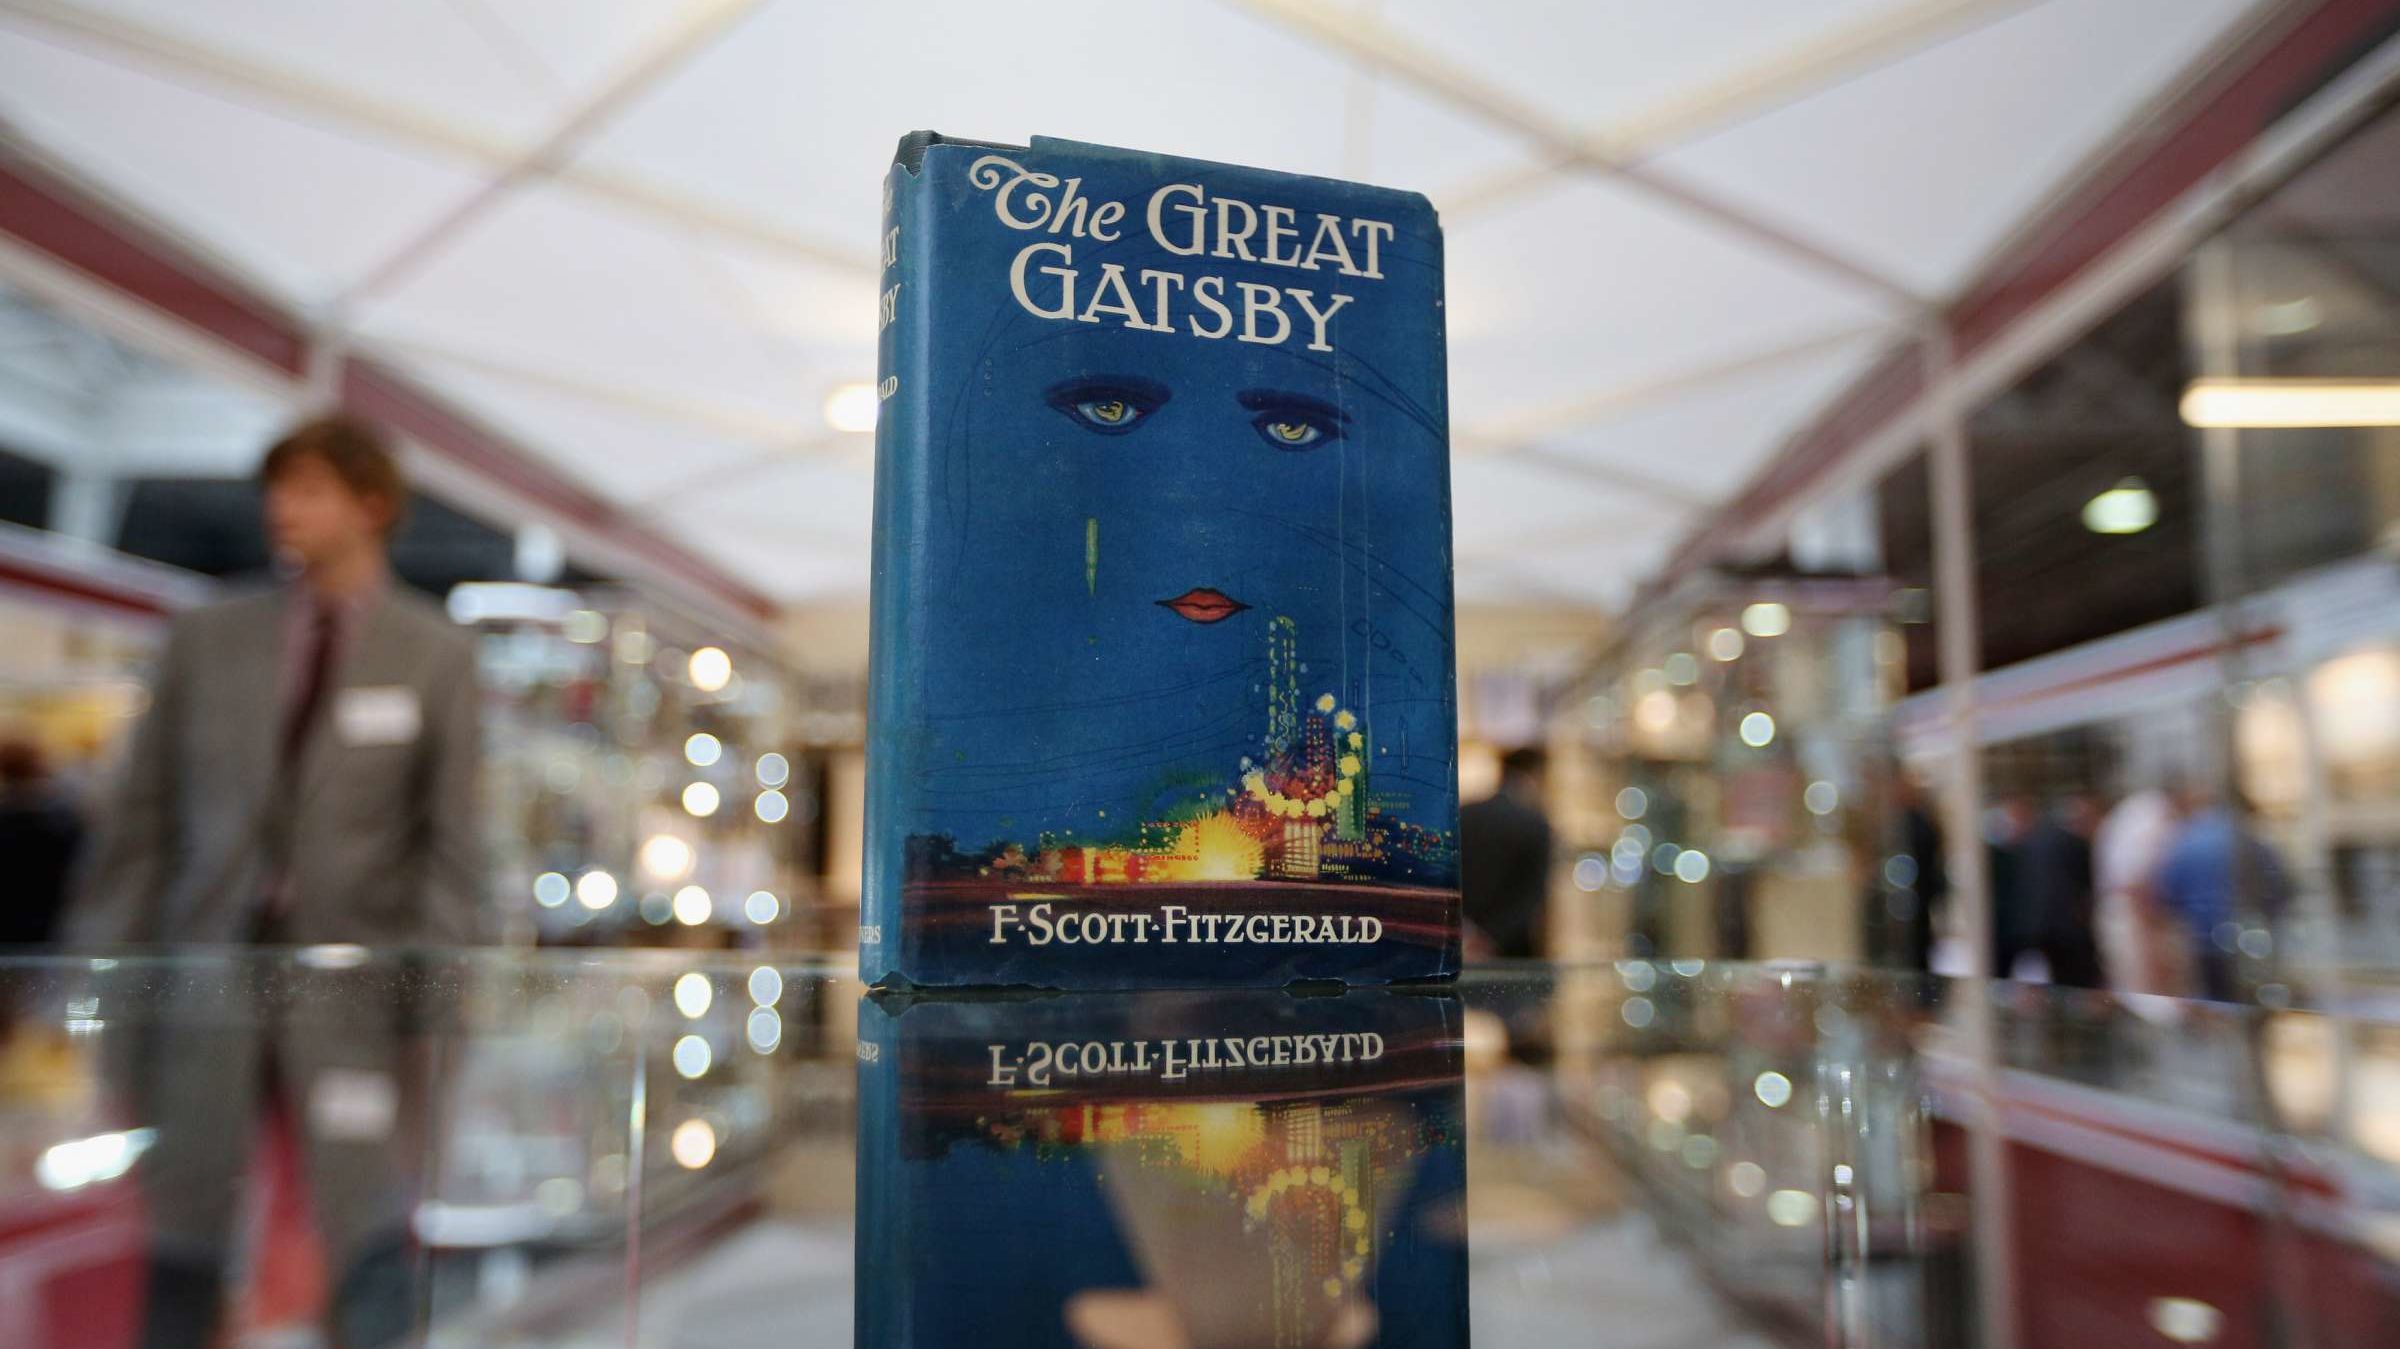 The GREAT
GATSBY
F·SCOTT·FITZGERALD